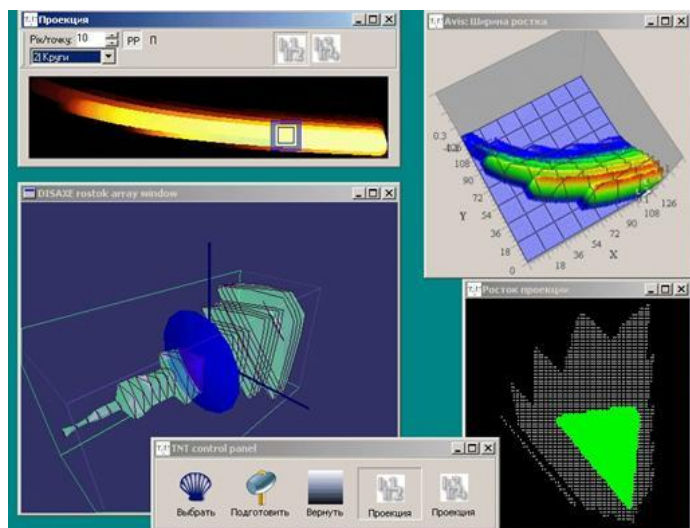 Проекция
Pix/точку: 10 PP П
2) Круги
Avis: Ширина ростка
0.3
126
108
90
72
54
36
18
0
Y
18
36
54
72
90
108
126
X
DISAXE rostok array window
Росток проекции
TNT control panel
Выбрать Подготовить Вернуть Проекция Проекция